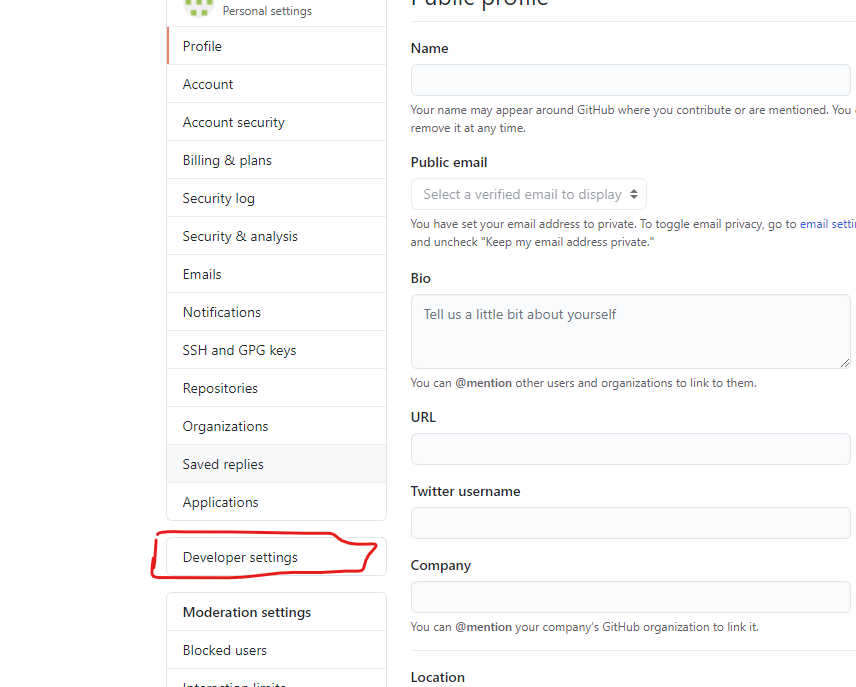 Personal settings
Profile
Account
Account security
Billing & plans
Security log
Security & analysis
Emails
Notifications
SSH and GPG keys
Repositories
Organizations
Saved replies
Applications
Developer settings
Moderation settings
Blocked users
Interaction limits
Public profile
Name
Your name may appear around GitHub where you contribute or are mentioned. You
remove it at any time.
Public email
Select a verified email to display
You have set your email address to private. To toggle email privacy, go to email setti
and uncheck "Keep my email address private."
Bio
Tell us a little bit about yourself
You can @mention other users and organizations to link to them.
URL
Twitter username
Company
You can @mention your company's GitHub organization to link it.
Location